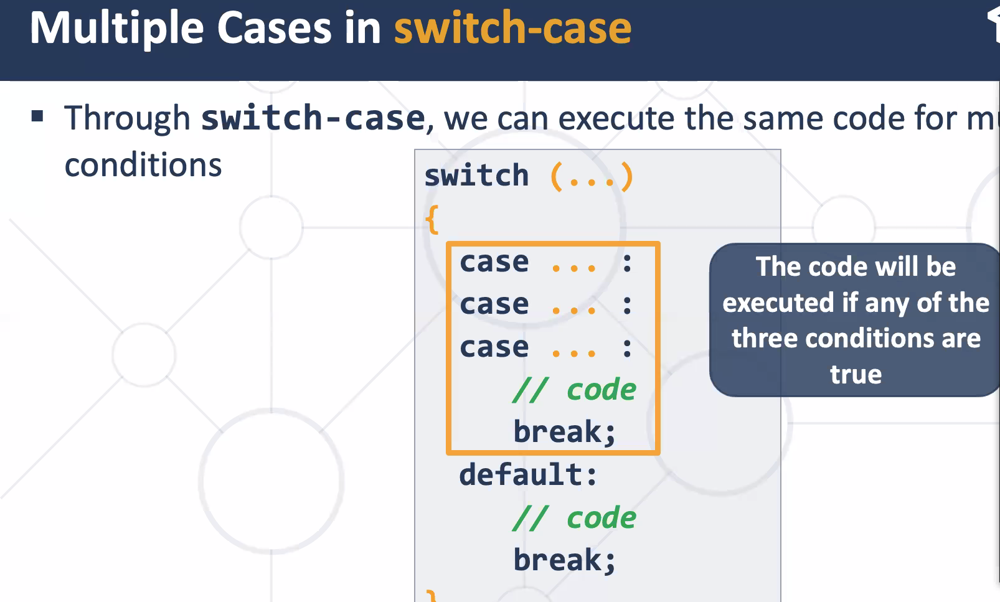 Multiple Cases in switch-case
▪ Through switch-case, we can execute the same code for
conditions
switch (...)
{
case ... :
case ... :
case ... :
// code
break;
default:
// code
break;
}
The code will be
executed if any of the
three conditions are
true